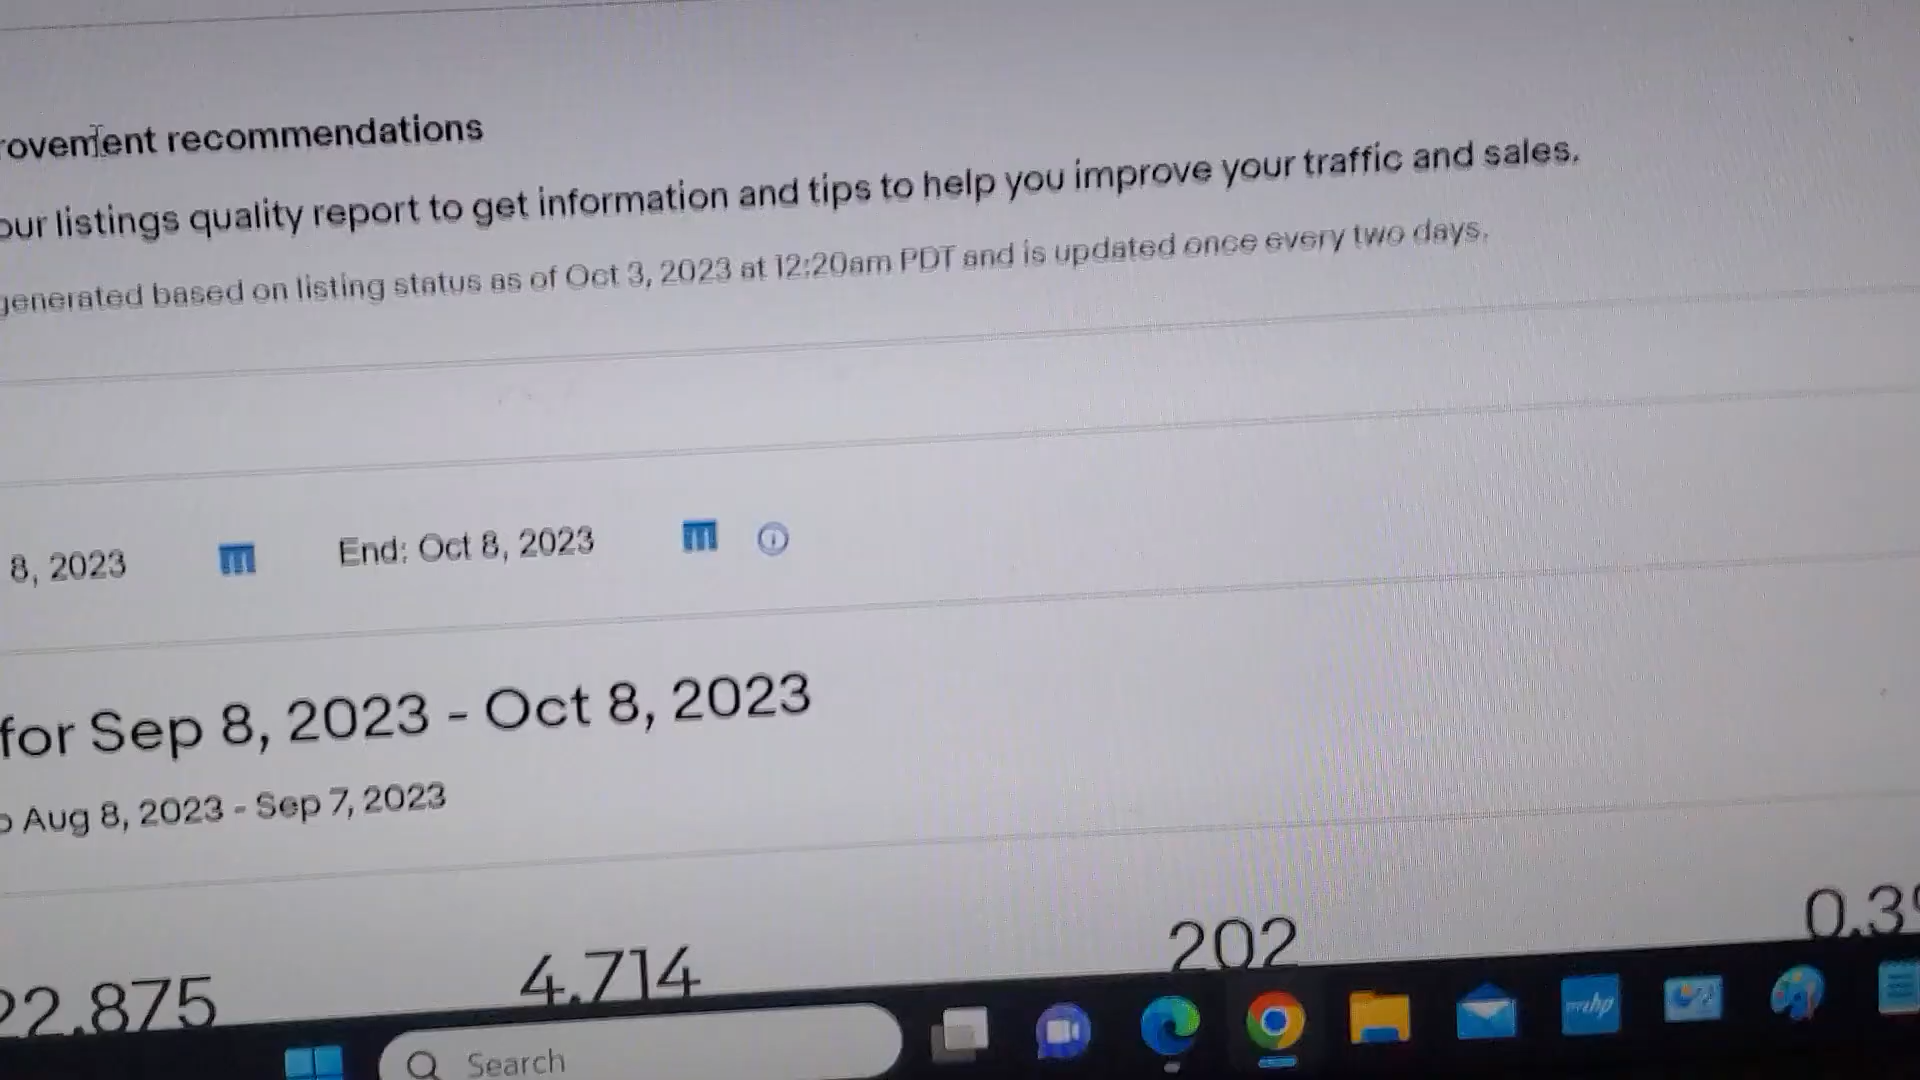 rovement recommendations
our listings quality report to get information and tips to help you improve your traffic and sales.
generated based on listing status as of Oct 3, 2023 at 12:20am PDT and is updated once every two days.
8, 2023 End: Oct 8, 2023
for Sep 8, 2023 - Oct 8, 2023
o Aug 8, 2023 - Sep 7, 2023
22,875 4,714 202 0.3%
Search
myhp